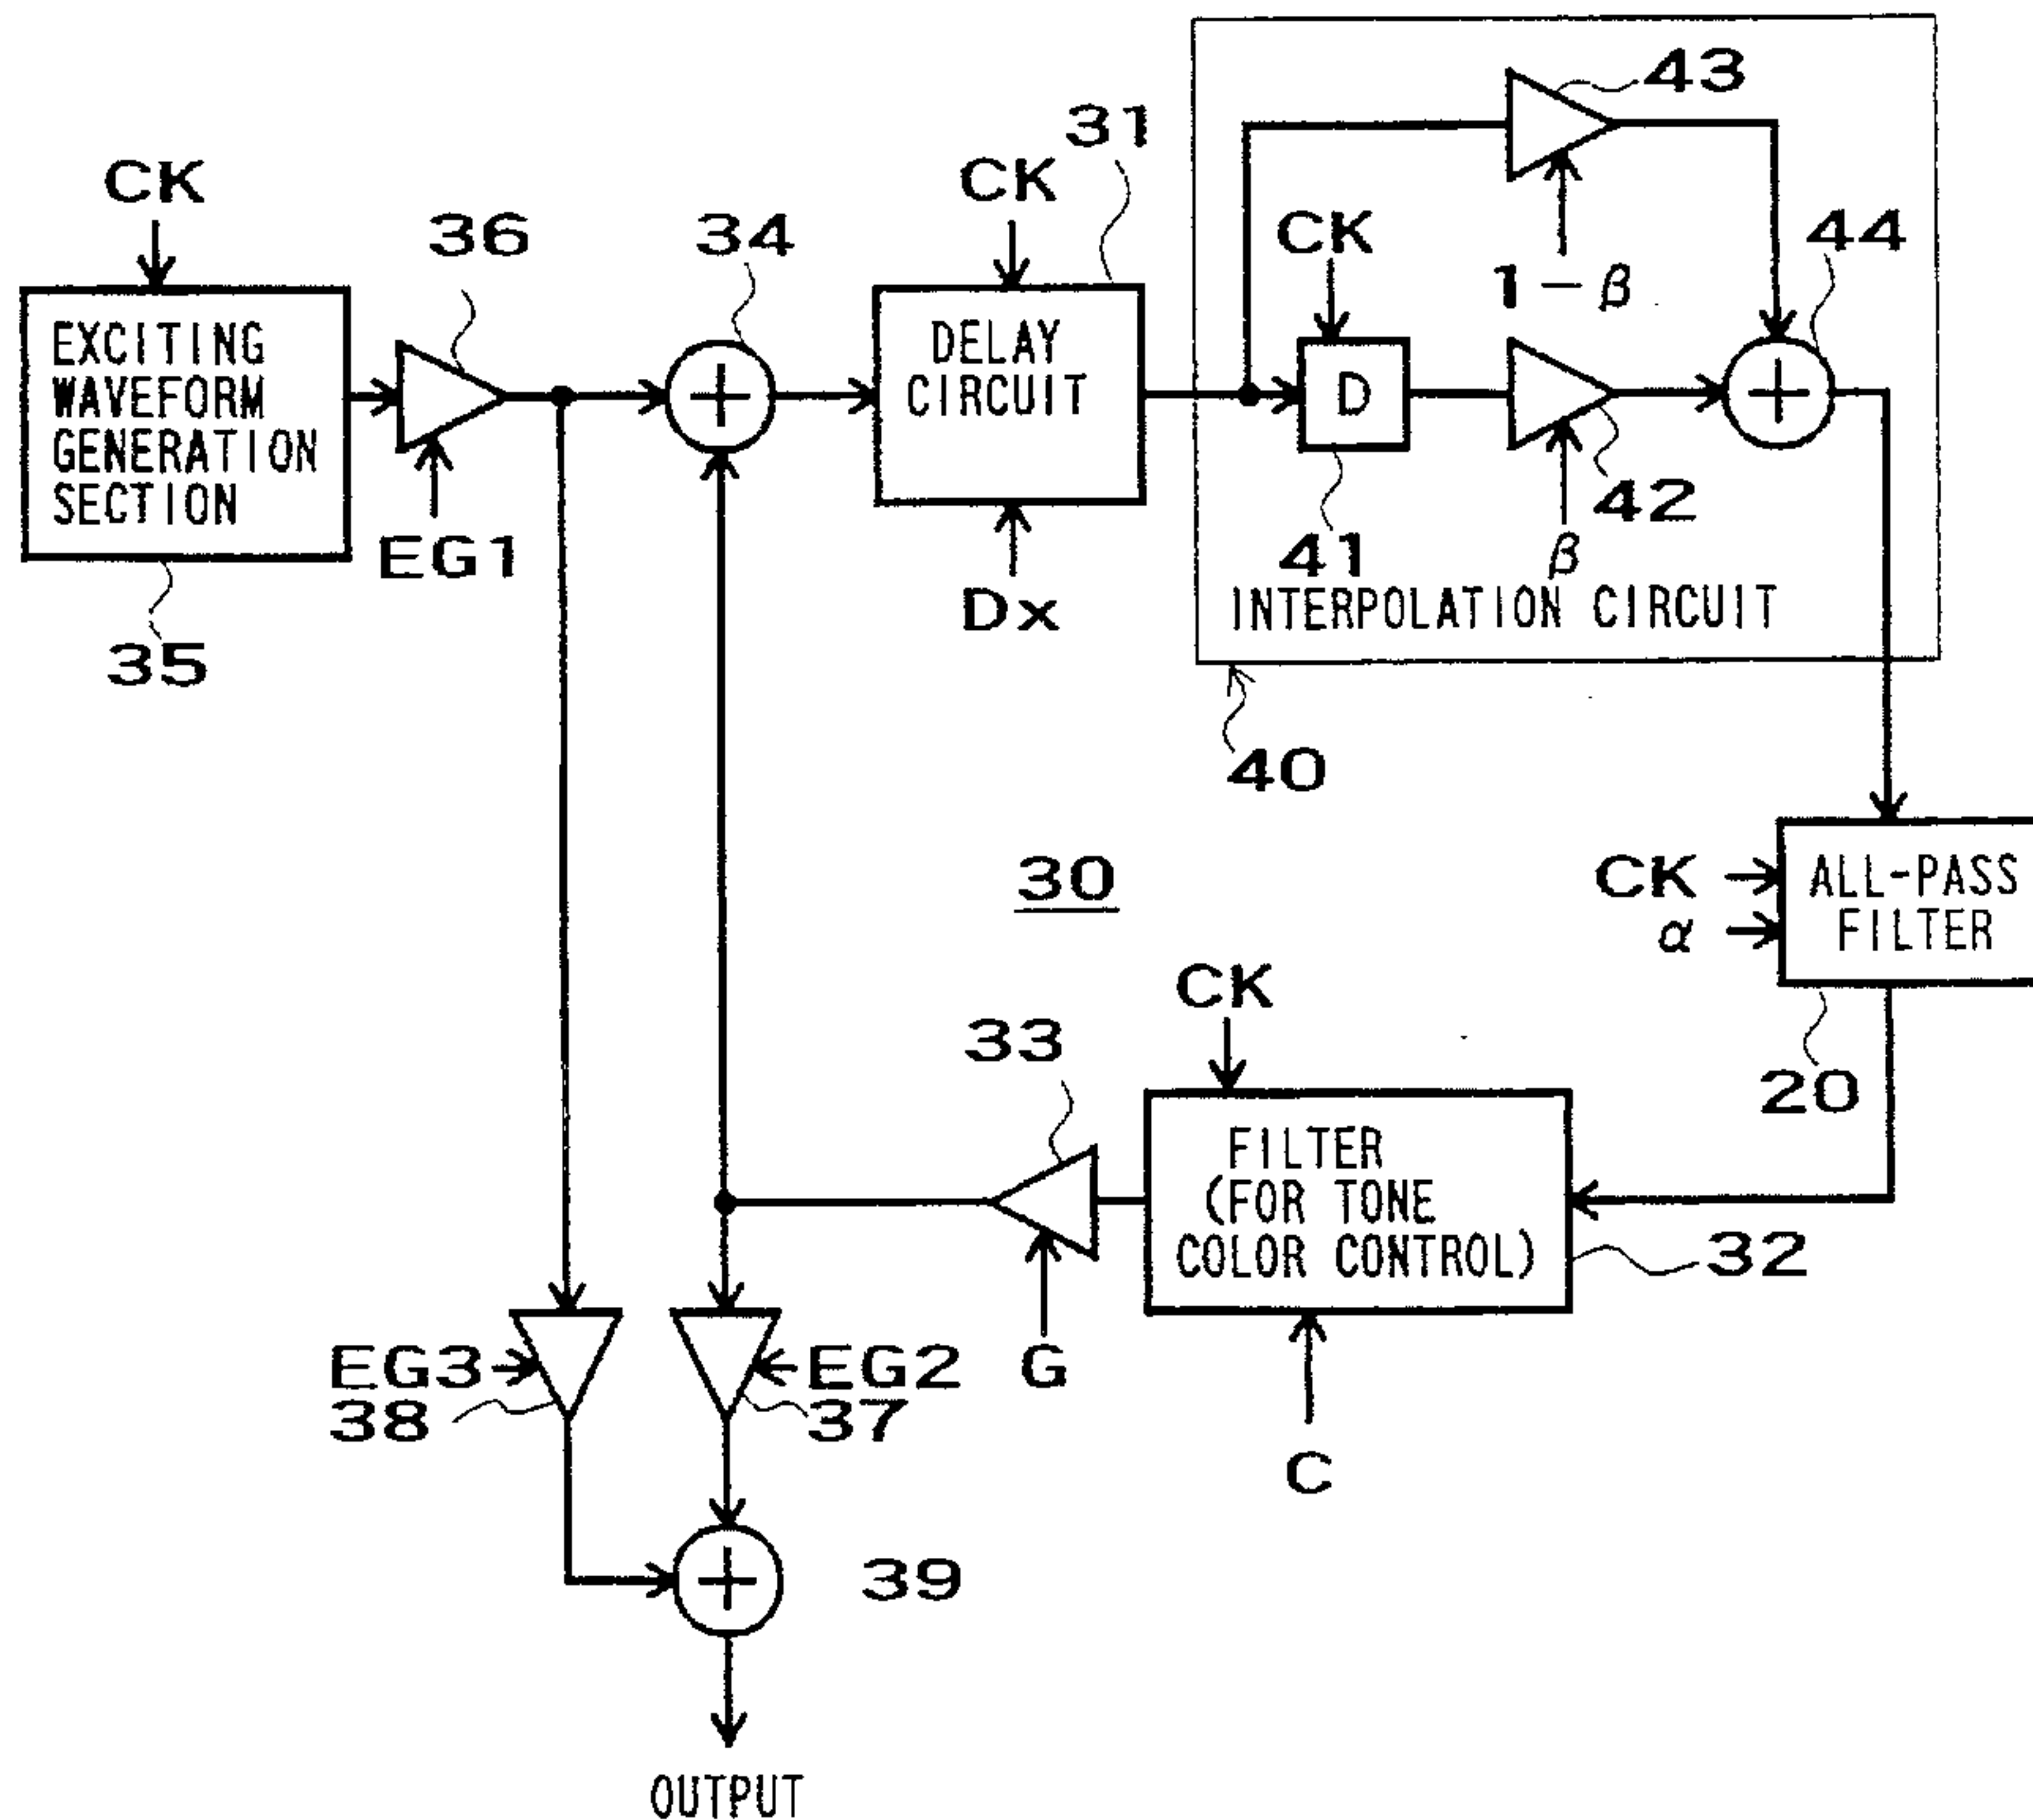 43
31
CK
CK
36
34
CK
44
1-β
EXCITING
WAVEFORM
GENERATION
SECTION
DELAY
CIRCUIT
D
42
EG1
41
β
Dx
INTERPOLATION CIRCUIT
35
40
30
CK
α
ALL-PASS
FILTER
CK
33
20
FILTER
(FOR TONE
COLOR CONTROL)
32
EG3
EG2
G
38
37
C
39
OUTPUT